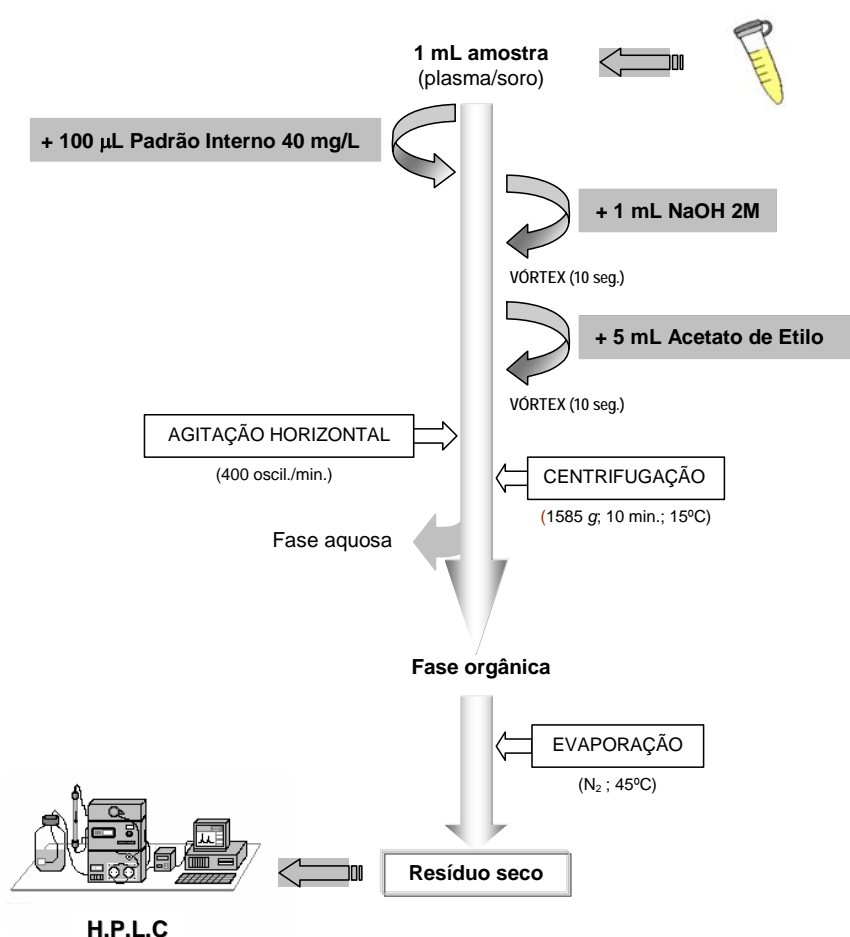 1 mL amostra
(plasma/soro)
+ 100 μL Padrão Interno 40 mg/L
+ 1 mL NaOH 2M
VÓRTEX (10 seg.)
+ 5 mL Acetato de Etilo
VÓRTEX (10 seg.)
AGITAÇÃO HORIZONTAL
(400 oscil./min.)
CENTRIFUGAÇÃO
(1585 g; 10 min.; 15ºC)
Fase aquosa
Fase orgânica
EVAPORAÇÃO
(N₂ ; 45ºC)
Resíduo seco
H.P.L.C